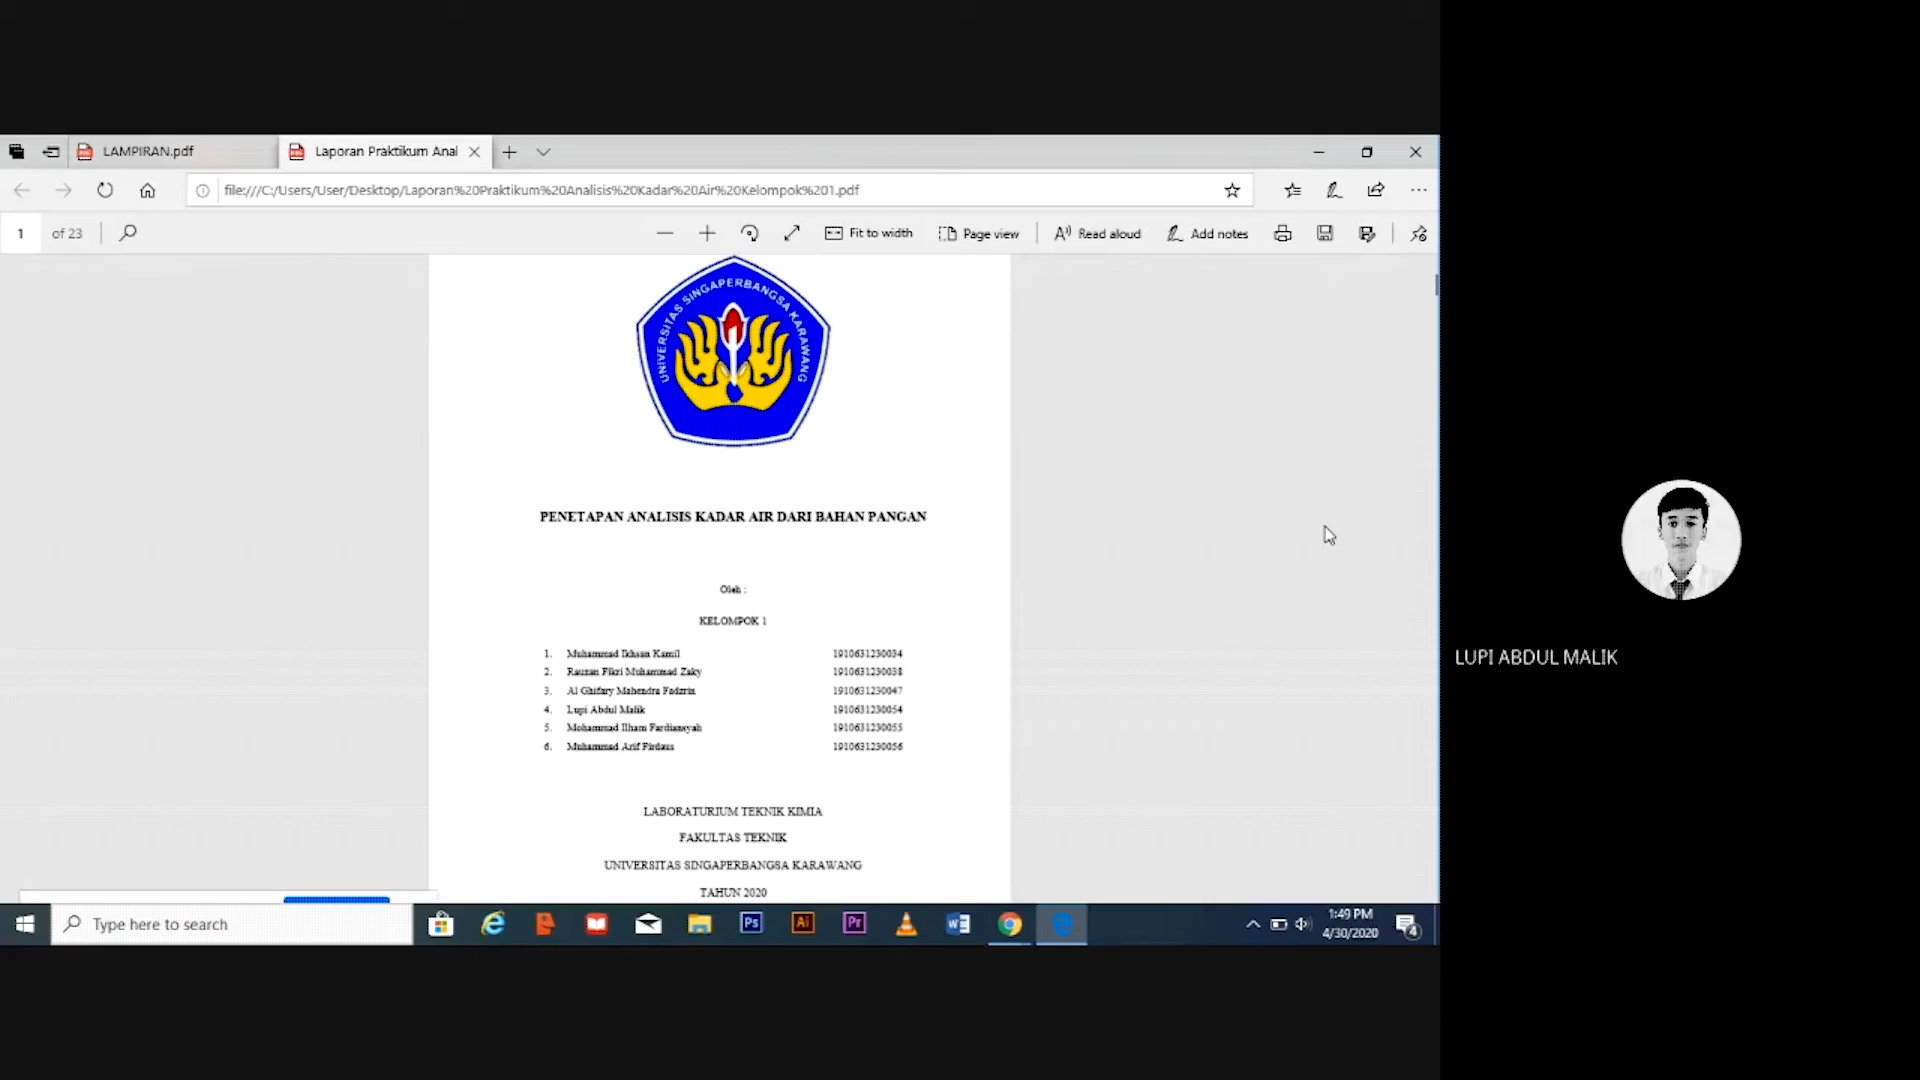 LAMPIRAN.pdf
Laporan Praktikum Anal
file:///C:/Users/User/Desktop/Laporan%20Praktikum%20Analisis%20Kadar%20Air%20Kelompok%201.pdf
1 of 23
Fit to width
Page view
Read aloud
Add notes
UNIVERSITAS SINGAPERBANGSA KARAWANG
PENETAPAN ANALISIS KADAR AIR DARI BAHAN PANGAN
Oleh :
KELOMPOK 1
1. Muhammad Ikhsan Kamil 1910631230034
2. Rauzan Fikri Muhammad Zaky 1910631230038
3. Al Ghifary Mahendra Fadzrin 1910631230047
4. Lupi Abdul Malik 1910631230054
5. Mohammad Ilham Fardiansyah 1910631230055
6. Muhammad Arif Firdaus 1910631230056
LABORATURIUM TEKNIK KIMIA
FAKULTAS TEKNIK
UNIVERSITAS SINGAPERBANGSA KARAWANG
TAHUN 2020
Type here to search
Ps
Ai
Pr
1:49 PM
4/30/2020
4
LUPI ABDUL MALIK